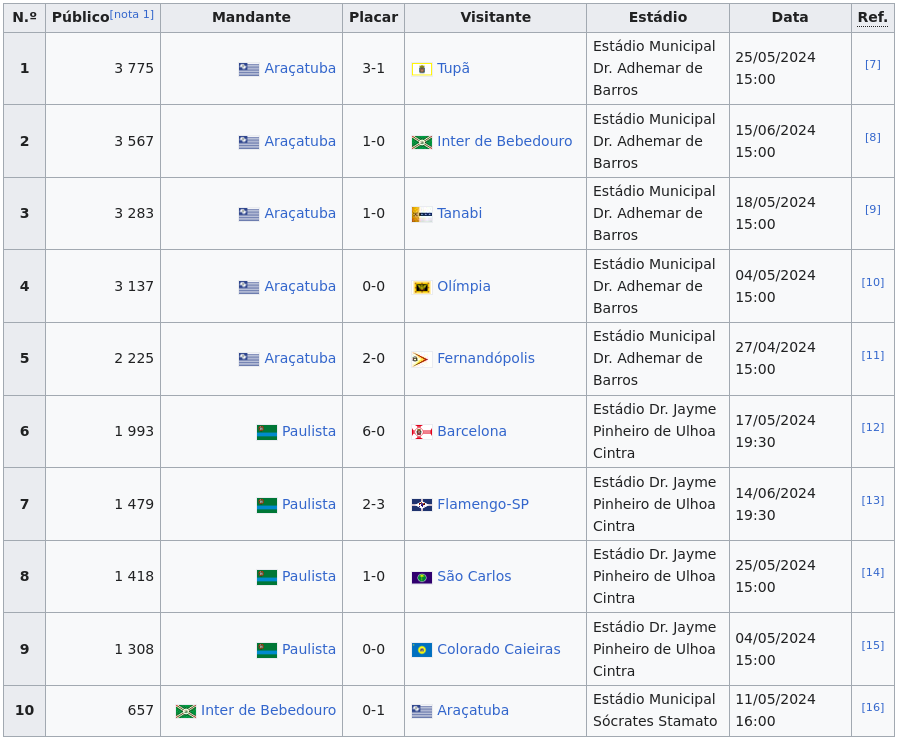 N.º Público[nota 1] Mandante Placar Visitante Estádio Data Ref.
1 3 775 Araçatuba 3-1 Tupã Estádio Municipal Dr. Adhemar de Barros 25/05/2024 15:00 [7]
2 3 567 Araçatuba 1-0 Inter de Bebedouro Estádio Municipal Dr. Adhemar de Barros 15/06/2024 15:00 [8]
3 3 283 Araçatuba 1-0 Tanabi Estádio Municipal Dr. Adhemar de Barros 18/05/2024 15:00 [9]
4 3 137 Araçatuba 0-0 Olímpia Estádio Municipal Dr. Adhemar de Barros 04/05/2024 15:00 [10]
5 2 225 Araçatuba 2-0 Fernandópolis Estádio Municipal Dr. Adhemar de Barros 27/04/2024 15:00 [11]
6 1 993 Paulista 6-0 Barcelona Estádio Dr. Jayme Pinheiro de Ulhoa Cintra 17/05/2024 19:30 [12]
7 1 479 Paulista 2-3 Flamengo-SP Estádio Dr. Jayme Pinheiro de Ulhoa Cintra 14/06/2024 19:30 [13]
8 1 418 Paulista 1-0 São Carlos Estádio Dr. Jayme Pinheiro de Ulhoa Cintra 25/05/2024 15:00 [14]
9 1 308 Paulista 0-0 Colorado Caieiras Estádio Dr. Jayme Pinheiro de Ulhoa Cintra 04/05/2024 15:00 [15]
10 657 Inter de Bebedouro 0-1 Araçatuba Estádio Municipal Sócrates Stamato 11/05/2024 16:00 [16]